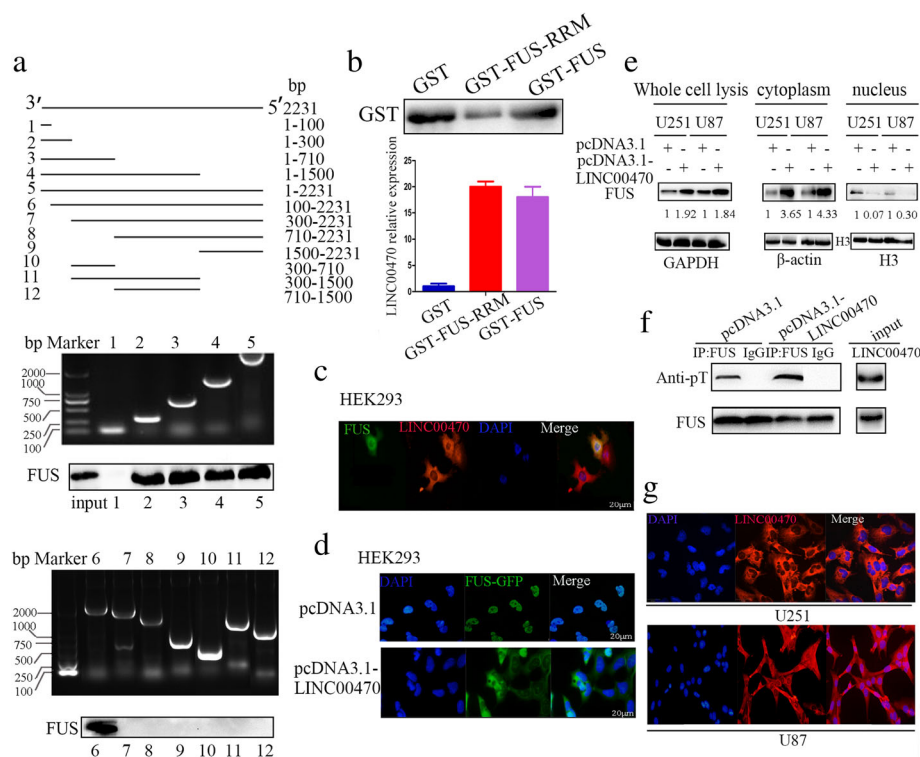 a
bp
3′
5′ 2231
1 1-100
2 1-300
3 1-710
4 1-1500
5 1-2231
6 100-2231
7 300-2231
8 710-2231
9 1500-2231
10 300-710
11 300-1500
12 710-1500
bp Marker 1 2 3 4 5
2000
1000
750
500
250
100
FUS
input 1 2 3 4 5
bp Marker 6 7 8 9 10 11 12
2000
1000
750
500
250
100
FUS
6 7 8 9 10 11 12
b
GST GST-FUS-RRM GST-FUS
GST
LINC00470 relative expression
25
20
15
10
5
0
GST
GST-FUS-RRM
GST-FUS
c
HEK293
FUS LINC00470 DAPI Merge
20μm
d
HEK293
DAPI FUS-GFP Merge
pcDNA3.1
20μm
pcDNA3.1-
LINC00470
20μm
e
Whole cell lysis cytoplasm nucleus
U251 U87 U251 U87 U251 U87
pcDNA3.1 + - + - + - + - + - + -
pcDNA3.1-
LINC00470 - + - + - + - + - + - +
FUS
1 1.92 1 1.84 1 3.65 1 4.33 1 0.07 1 0.30
H3
GAPDH β-actin H3
f
pcDNA3.1 pcDNA3.1-
LINC00470 input
IP:FUS IgG IP:FUS IgG LINC00470
Anti-pT
FUS
g
DAPI LINC00470 Merge
U251
U87